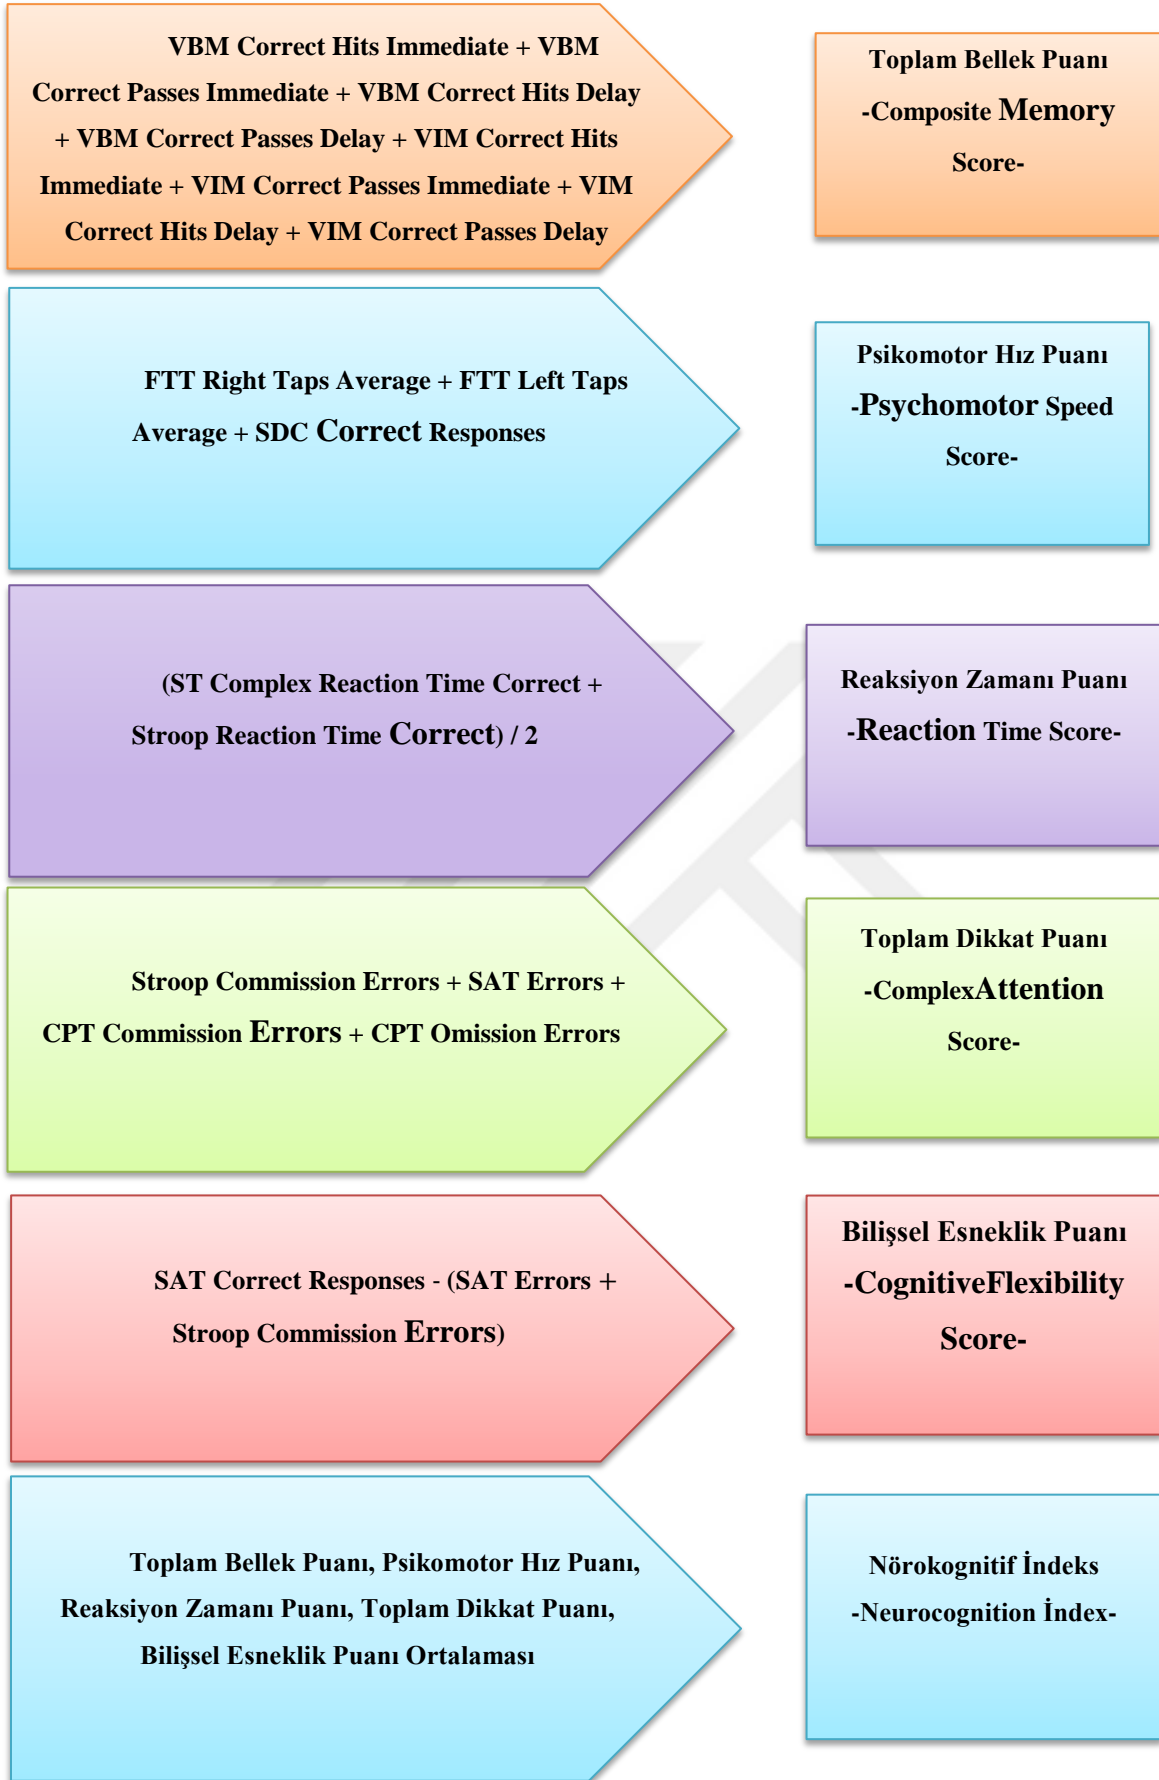 VBM Correct Hits Immediate + VBM
Correct Passes Immediate + VBM Correct Hits Delay
+ VBM Correct Passes Delay + VIM Correct Hits
Immediate + VIM Correct Passes Immediate + VIM
Correct Hits Delay + VIM Correct Passes Delay
Toplam Bellek Puanı
-Composite Memory
Score-
FTT Right Taps Average + FTT Left Taps
Average + SDC Correct Responses
Psikomotor Hız Puanı
-Psychomotor Speed
Score-
(ST Complex Reaction Time Correct +
Stroop Reaction Time Correct) / 2
Reaksiyon Zamanı Puanı
-Reaction Time Score-
Stroop Commission Errors + SAT Errors +
CPT Commission Errors + CPT Omission Errors
Toplam Dikkat Puanı
-ComplexAttention
Score-
SAT Correct Responses - (SAT Errors +
Stroop Commission Errors)
Bilişsel Esneklik Puanı
-CognitiveFlexibility
Score-
Toplam Bellek Puanı, Psikomotor Hız Puanı,
Reaksiyon Zamanı Puanı, Toplam Dikkat Puanı,
Bilişsel Esneklik Puanı Ortalaması
Nörokognitif İndeks
-Neurocognition İndex-